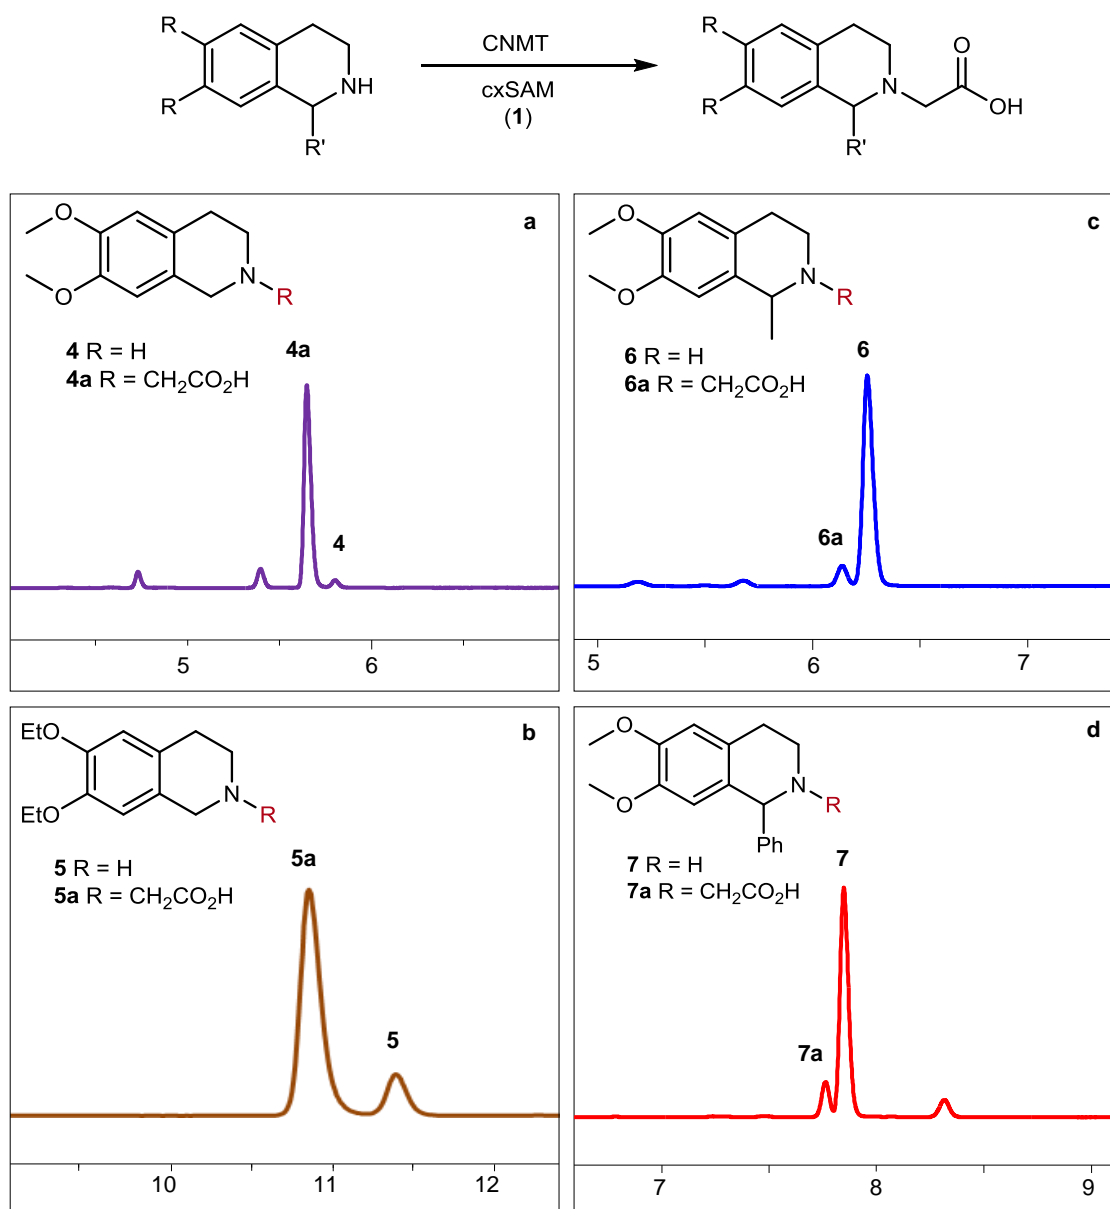 R
R
NH
R'
CNMT
cxSAM
(1)
R
R
N
O
OH
R'
a
O
O
N
R
4 R = H
4a R = CH₂CO₂H
4a
4
5
6
c
O
O
N
R
6 R = H
6a R = CH₂CO₂H
6
6a
5
6
7
b
EtO
EtO
N
R
5 R = H
5a R = CH₂CO₂H
5a
5
10
11
12
d
O
O
N
R
Ph
7 R = H
7a R = CH₂CO₂H
7
7a
7
8
9